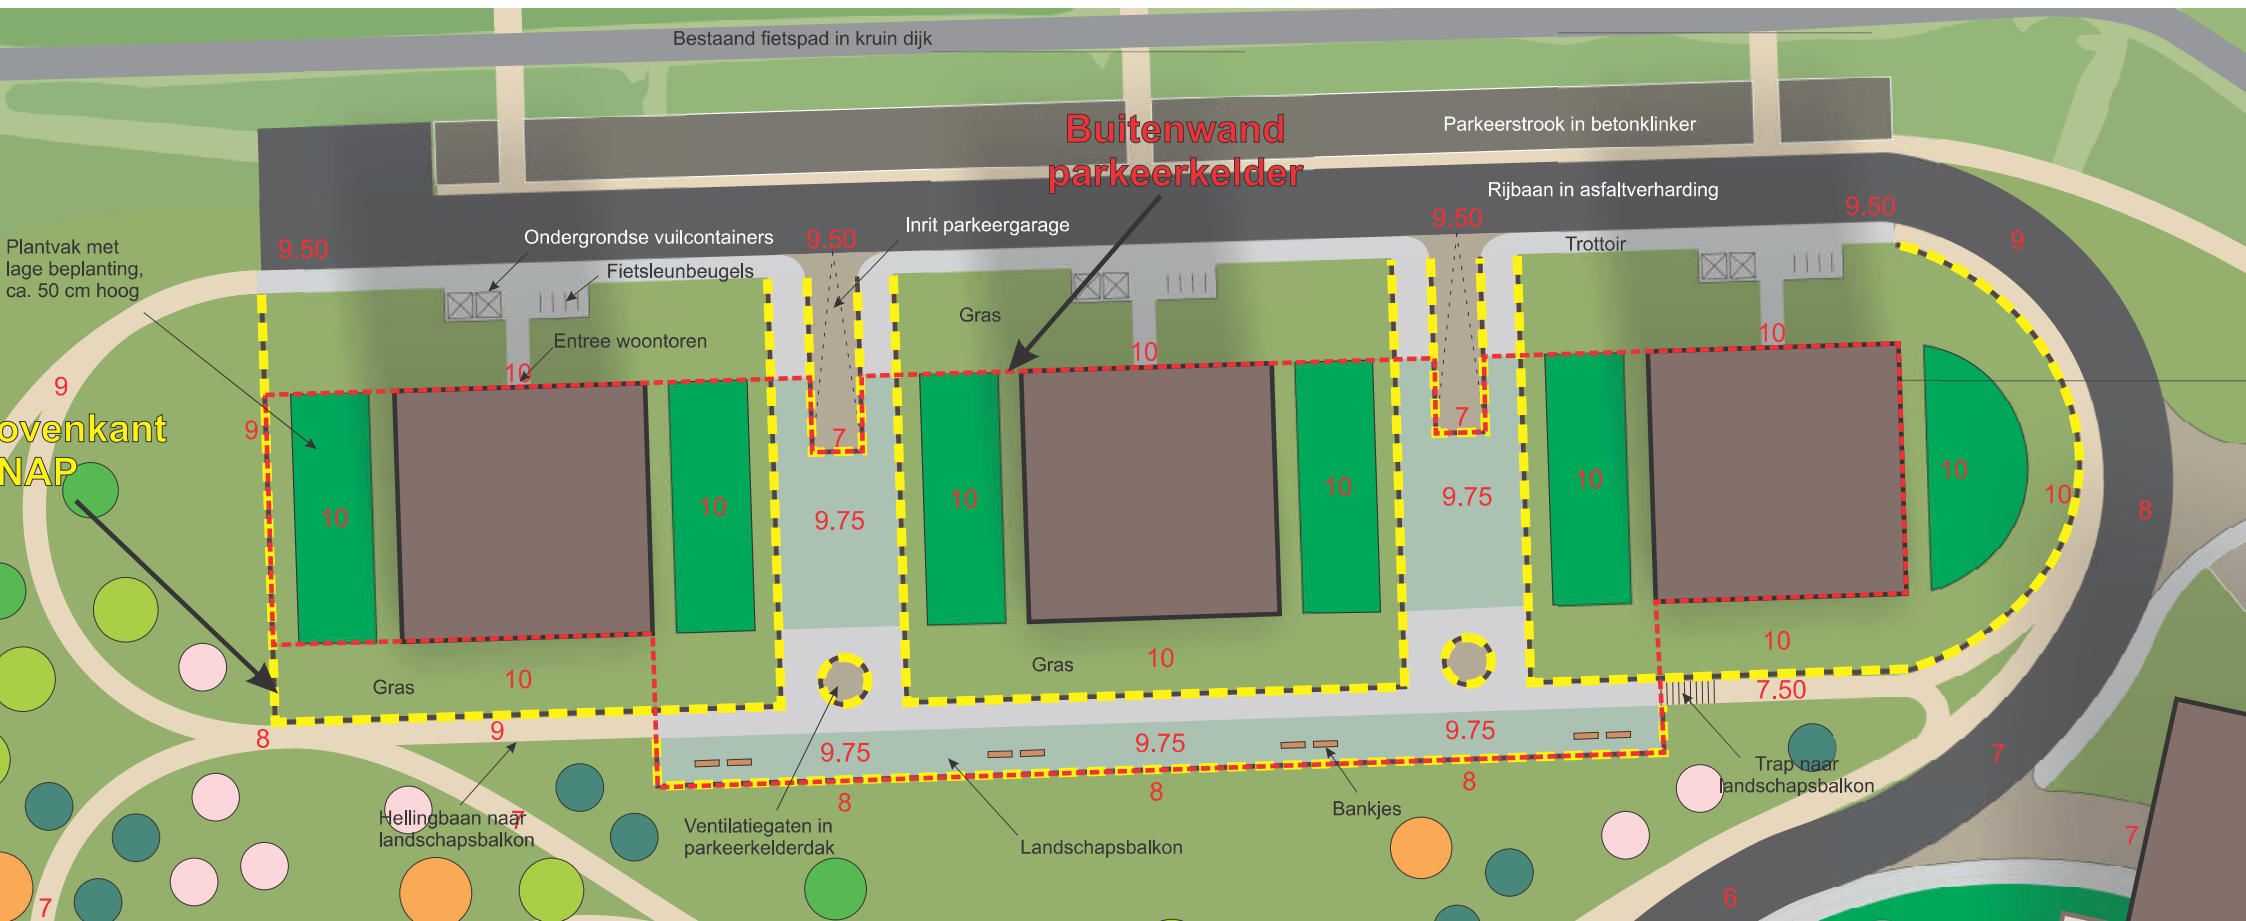 Bestaand fietspad in kruin dijk
Buitenwand
parkeerkelder
Parkeerstrook in betonklinker
Rijbaan in asfaltverharding
9.50
9.50
9.50
9.50
9
Plantvak met
lage beplanting,
ca. 50 cm hoog
Ondergrondse vuilcontainers
Inrit parkeergarage
Trottoir
Fietsleunbeugels
Gras
Entree woontoren
10
10
10
9
9
ovenkant
NAP
7
7
10
10
9.75
10
10
9.75
10
10
10
8
Gras
10
Gras
10
10
7.50
8
9
9.75
9.75
9.75
8
8
8
7
Trap naar
landschapsbalkon
Bankjes
Hellingbaan naar
landschapsbalkon
7
Ventilatiegaten in
parkeerkelderdak
Landschapsbalkon
7
7
6